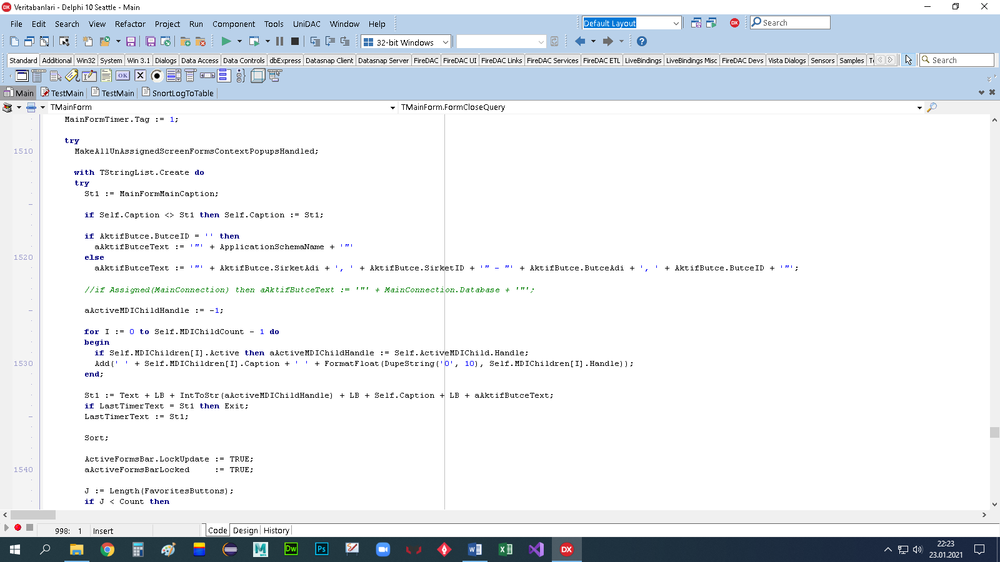 Veritabanlari - Delphi 10 Seattle - Main
File Edit Search View Refactor Project Run Component Tools UniDAC Window Help
Default Layout
Search
32-bit Windows
Standard Additional Win32 System Win 3.1 Dialogs Data Access Data Controls dbExpress Datasnap Client Datasnap Server FireDAC FireDAC UI FireDAC Links FireDAC Services FireDAC ETL LiveBindings LiveBindings Misc FireDAC Devs Vista Dialogs Sensors Samples
Search
OK
Main TestMain TestMain SnortLogToTable
TMainForm TMainForm.FormCloseQuery
MainFormTimer.Tag := 1;
try
1510 MakeAllUnAssignedScreenFormsContextPopupsHandled;
with TStringList.Create do
try
St1 := MainFormMainCaption;
if Self.Caption <> St1 then Self.Caption := St1;
if AktifButce.ButceID = '' then
aAktifButceText := '"' + ApplicationSchemaName + '"'
1520 else
aAktifButceText := '"' + AktifButce.SirketAdi + ', ' + AktifButce.SirketID + '" - "' + AktifButce.ButceAdi + ', ' + AktifButce.ButceID + '"';
//if Assigned(MainConnection) then aAktifButceText := '"' + MainConnection.Database + '"';
aActiveMDIChildHandle := -1;
for I := 0 to Self.MDIChildCount - 1 do
begin
if Self.MDIChildren[I].Active then aActiveMDIChildHandle := Self.ActiveMDIChild.Handle;
1530 Add(' ' + Self.MDIChildren[I].Caption + ' ' + FormatFloat(DupeString('0', 10), Self.MDIChildren[I].Handle));
end;
St1 := Text + LB + IntToStr(aActiveMDIChildHandle) + LB + Self.Caption + LB + aAktifButceText;
if LastTimerText = St1 then Exit;
LastTimerText := St1;
Sort;
ActiveFormsBar.LockUpdate := TRUE;
1540 aActiveFormsBarLocked := TRUE;
J := Length(FavoritesButtons);
if J < Count then
998: 1 Insert Code Design History
Dw Ps DX
22:23
23.01.2021